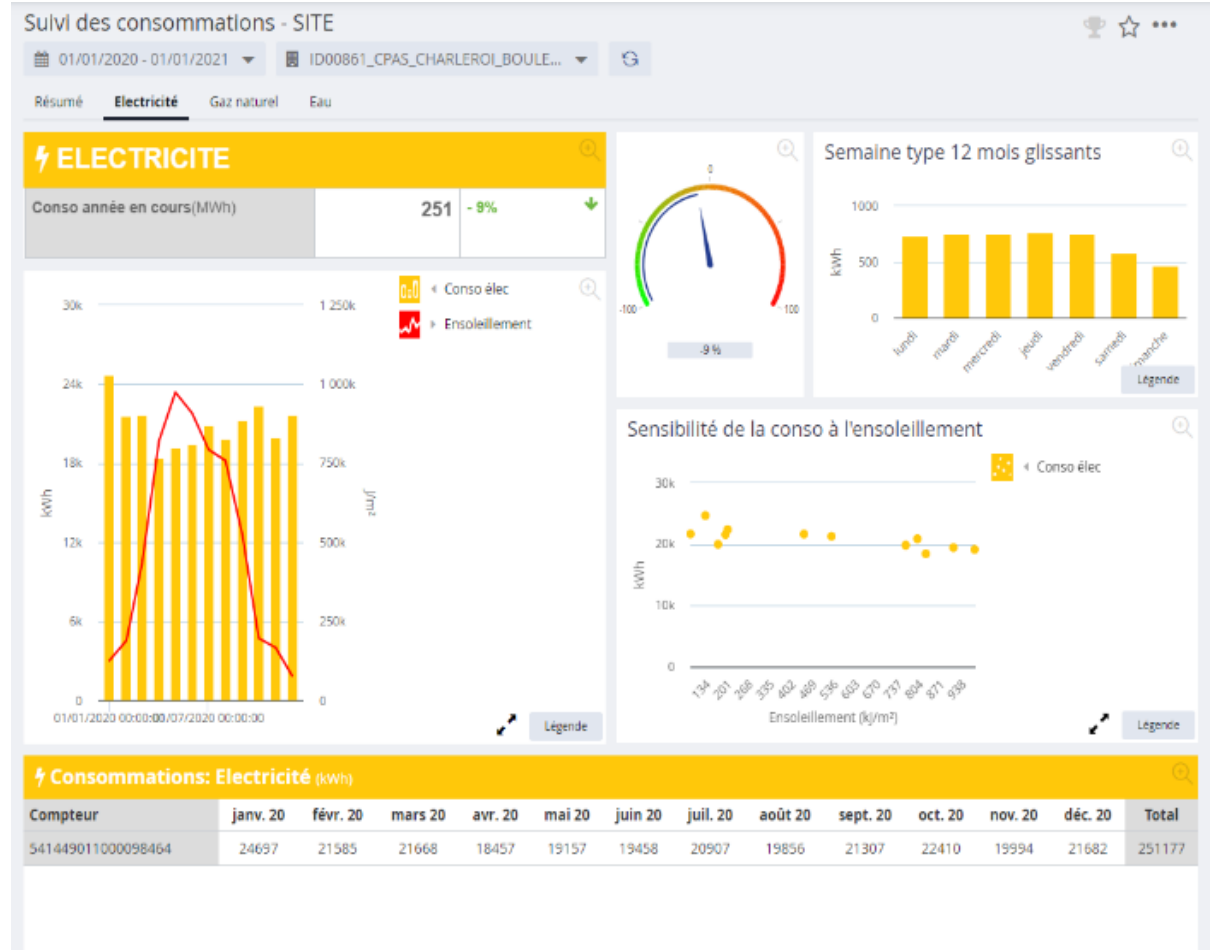 Suivi des consommations - SITE
01/01/2020 - 01/01/2021
ID00861_CPAS_CHARLEROI_BOULE...
Résumé Electricité Gaz naturel Eau
ELECTRICITE
Conso année en cours(MWh) 251 - 9%
0
-100 100
-9 %
Semaine type 12 mois glissants
1000
500
0
kWh
lundi mardi mercredi jeudi vendredi samedi dimanche
Légende
Conso élec
Ensoleillement
30k 1 250k
24k 1 000k
18k 750k
12k 500k
6k 250k
0 0
kWh
J/m²
01/01/2020 00:00:00 01/07/2020 00:00:00
Légende
Sensibilité de la conso à l'ensoleillement
Conso élec
30k
20k
10k
0
kWh
134 201 268 335 402 469 536 603 670 737 804 871 938
Ensoleillement (kJ/m²)
Légende
Consommations: Electricité (kWh)
Compteur janv. 20 févr. 20 mars 20 avr. 20 mai 20 juin 20 juil. 20 août 20 sept. 20 oct. 20 nov. 20 déc. 20 Total
541449011000098464 24697 21585 21668 18457 19157 19458 20907 19856 21307 22410 19994 21682 251177